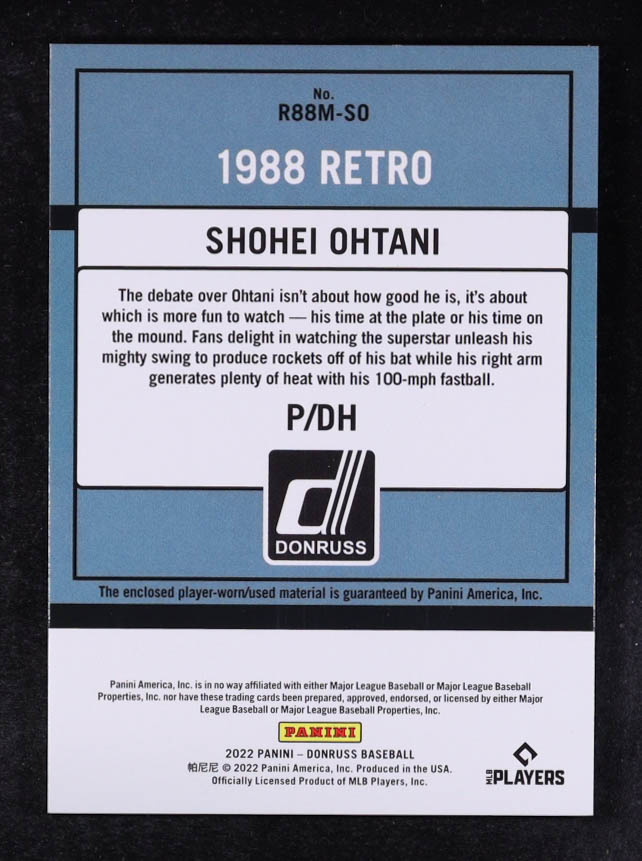 No.
R88M-SO
1988 RETRO
SHOHEI OHTANI
The debate over Ohtani isn't about how good he is, it's about
which is more fun to watch — his time at the plate or his time on
the mound. Fans delight in watching the superstar unleash his
mighty swing to produce rockets off of his bat while his right arm
generates plenty of heat with his 100-mph fastball.
P/DH
d
DONRUSS
The enclosed player-worn/used material is guaranteed by Panini America, Inc.
Panini America, Inc. is in no way affiliated with either Major League Baseball or Major League Baseball
Properties, Inc. nor have these trading cards been prepared, approved, endorsed, or licensed by either Major
League Baseball or Major League Baseball Properties, Inc.
PANINI
2022 PANINI – DONRUSS BASEBALL
帕尼尼 © 2022 Panini America, Inc. Produced in the USA.
Officially Licensed Product of MLB Players, Inc.
MLB PLAYERS